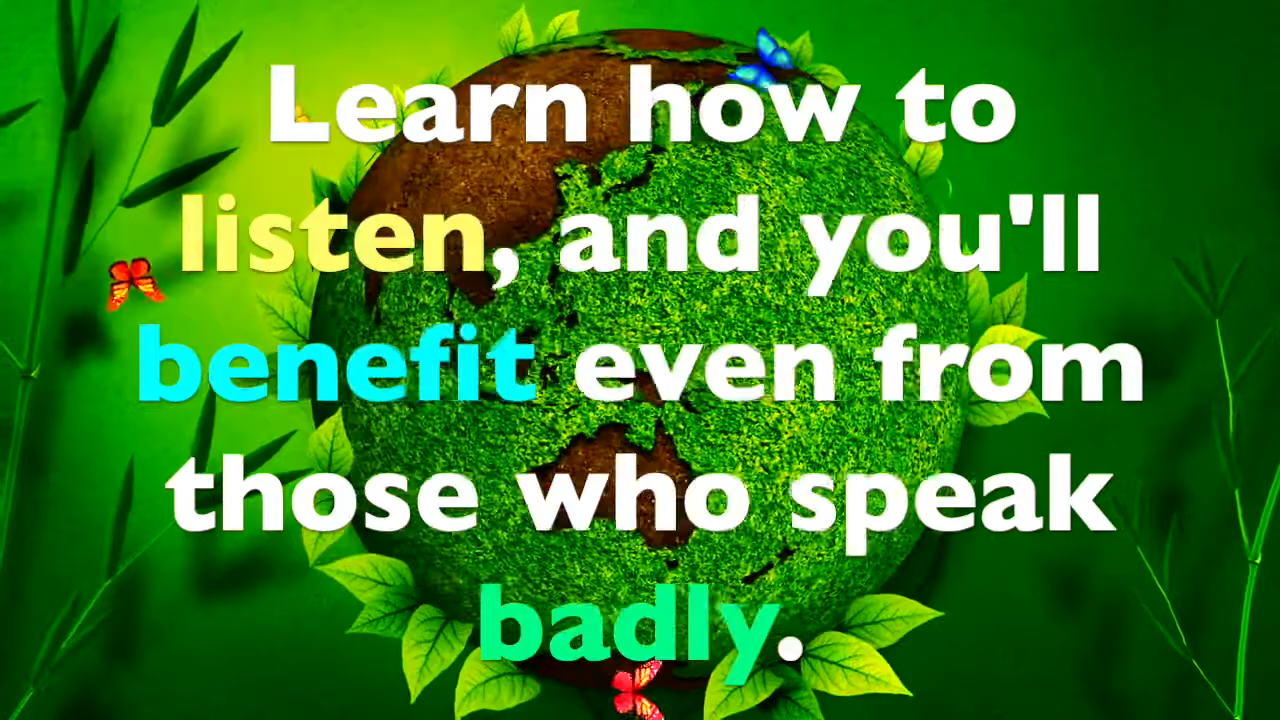 Learn how to
listen, and you'll
benefit even from
those who speak
badly.